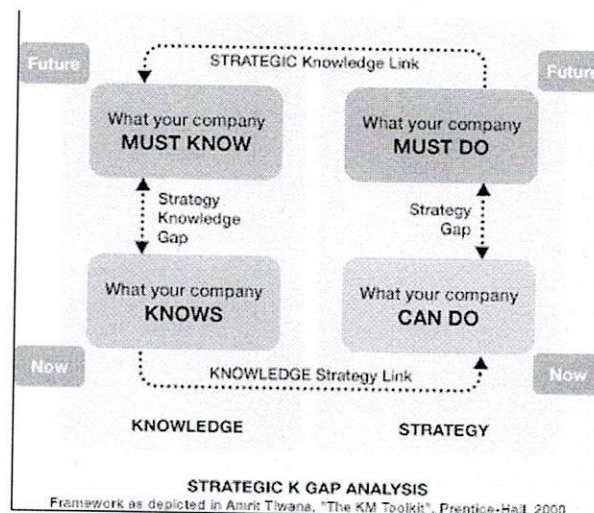 Future
STRATEGIC Knowledge Link
Future
What your company
MUST KNOW
What your company
MUST DO
Strategy
Knowledge
Gap
Strategy
Gap
What your company
KNOWS
What your company
CAN DO
Now
KNOWLEDGE Strategy Link
Now
KNOWLEDGE
STRATEGY
STRATEGIC K GAP ANALYSIS
Framework as depicted in Amrit Tiwana, "The KM Toolkit", Prentice-Hall, 2000